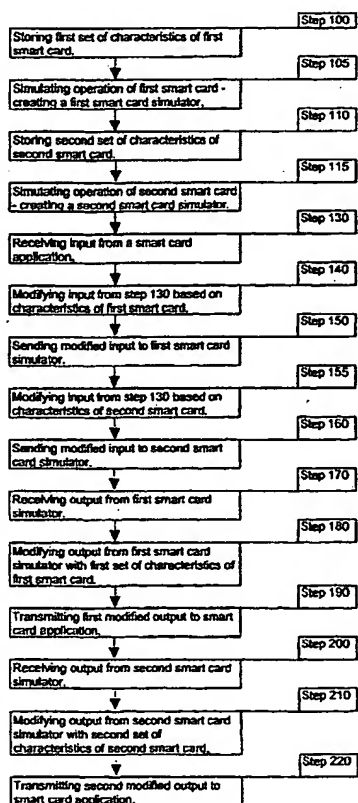 Step 100
Storing first set of characteristics of first
smart card.
Step 105
Simulating operation of first smart card -
creating a first smart card simulator.
Step 110
Storing second set of characteristics of
second smart card.
Step 115
Simulating operation of second smart card
- creating a second smart card simulator.
Step 130
Receiving input from a smart card
application.
Step 140
Modifying input from step 130 based on
characteristics of first smart card.
Step 150
Sending modified input to first smart card
simulator.
Step 155
Modifying input from step 130 based on
characteristics of second smart card.
Step 160
Sending modified input to second smart
card simulator.
Step 170
Receiving output from first smart card
simulator.
Step 180
Modifying output from first smart card
simulator with first set of characteristics of
first smart card.
Step 190
Transmitting first modified output to smart
card application.
Step 200
Receiving output from second smart card
simulator.
Step 210
Modifying output from second smart card
simulator with second set of
characteristics of second smart card.
Step 220
Transmitting second modified output to
smart card application.